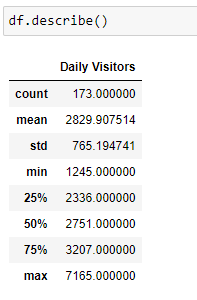 df.describe()
Daily Visitors
count 173.000000
mean 2829.907514
std 765.194741
min 1245.000000
25% 2336.000000
50% 2751.000000
75% 3207.000000
max 7165.000000